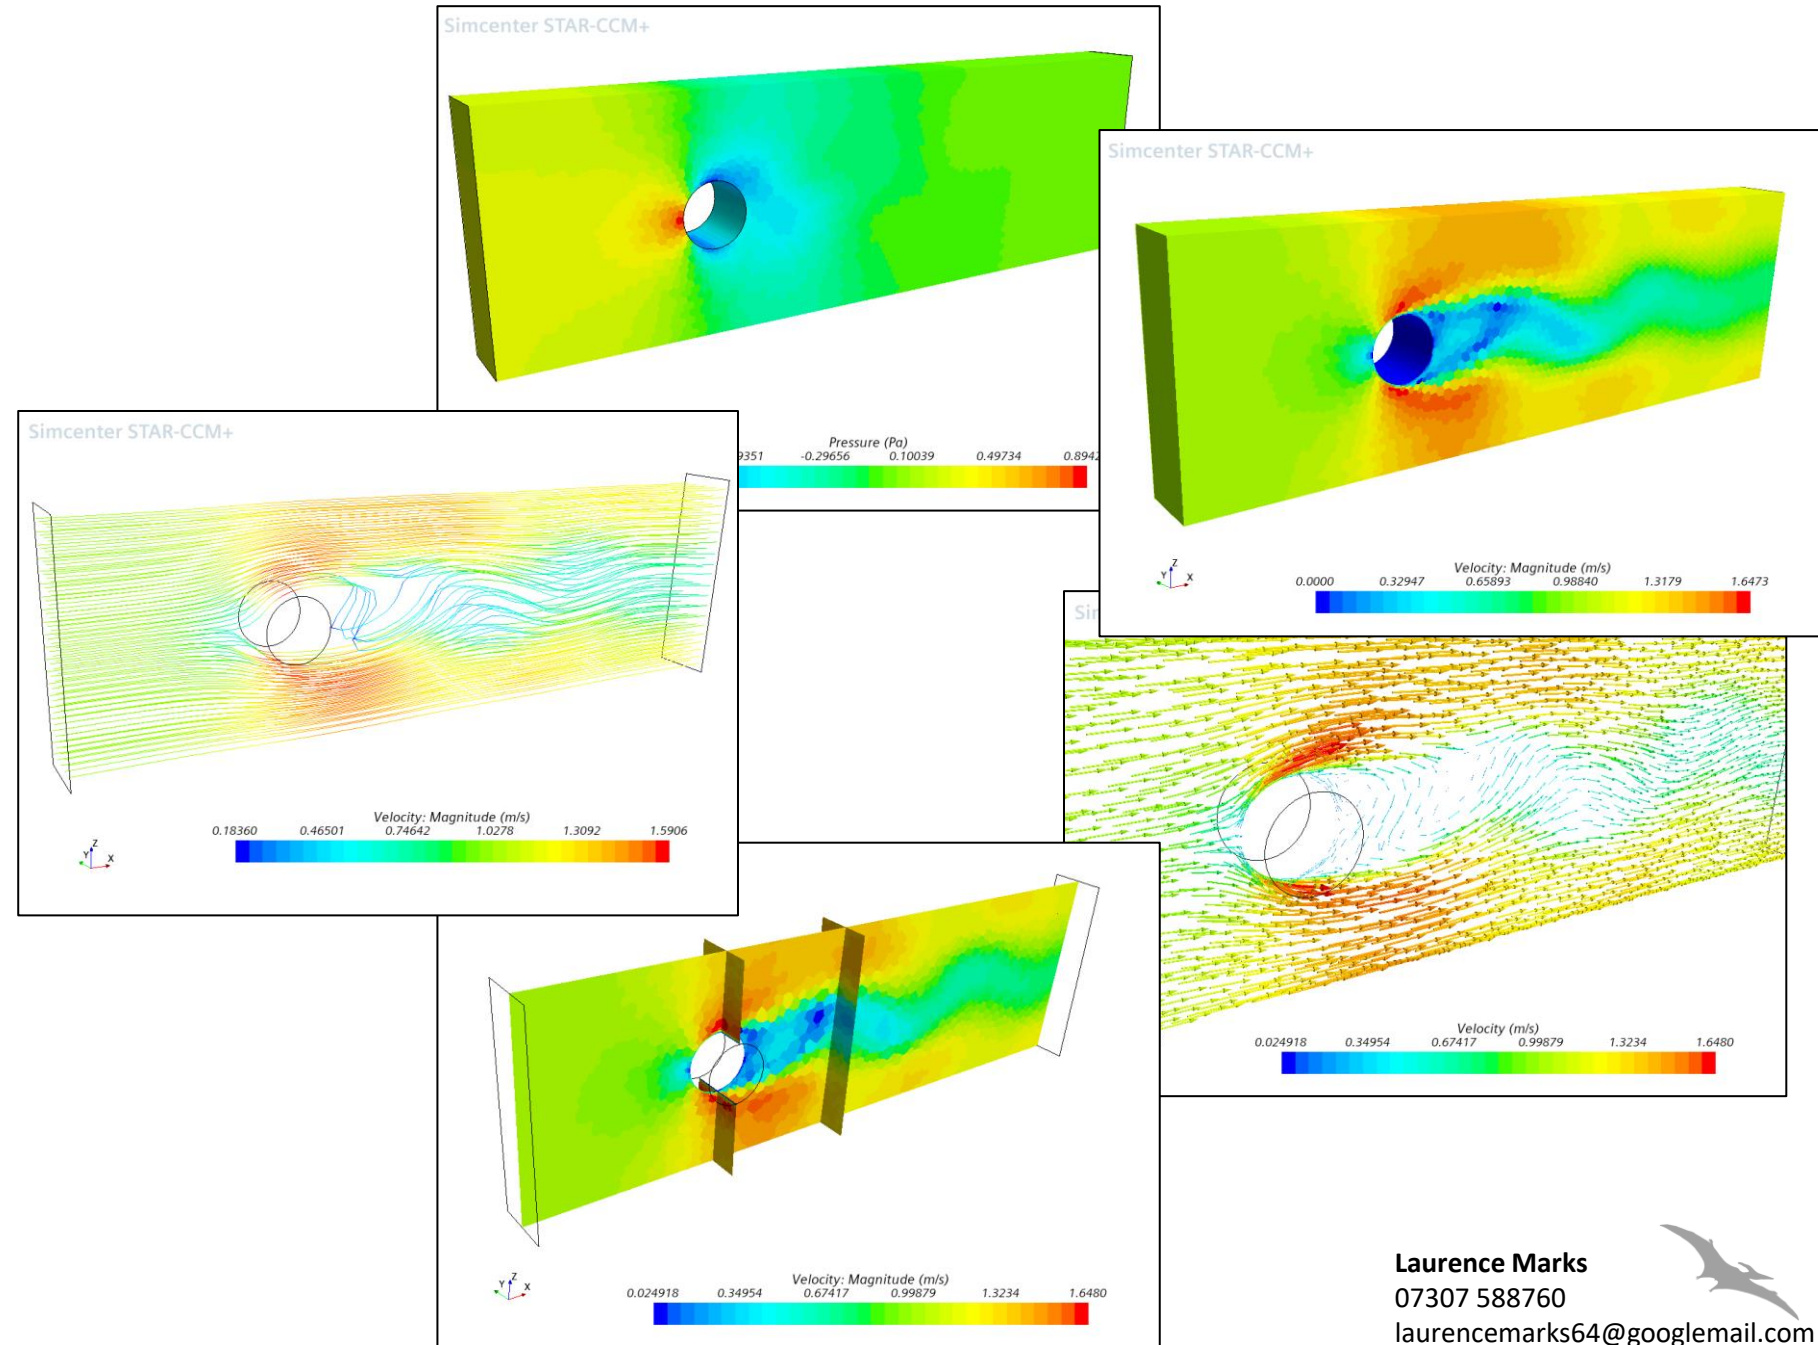 Simcenter STAR-CCM+
Pressure (Pa)
9351 -0.29656 0.10039 0.49734 0.8942
Simcenter STAR-CCM+
Z
Y X
Velocity: Magnitude (m/s)
0.0000 0.32947 0.65893 0.98840 1.3179 1.6473
Simcenter STAR-CCM+
Velocity: Magnitude (m/s)
0.18360 0.46501 0.74642 1.0278 1.3092 1.5906
Z
Y X
Velocity (m/s)
0.024918 0.34954 0.67417 0.99879 1.3234 1.6480
Z
Y X
Velocity: Magnitude (m/s)
0.024918 0.34954 0.67417 0.99879 1.3234 1.6480
Laurence Marks
07307 588760
laurencemarks64@googlemail.com